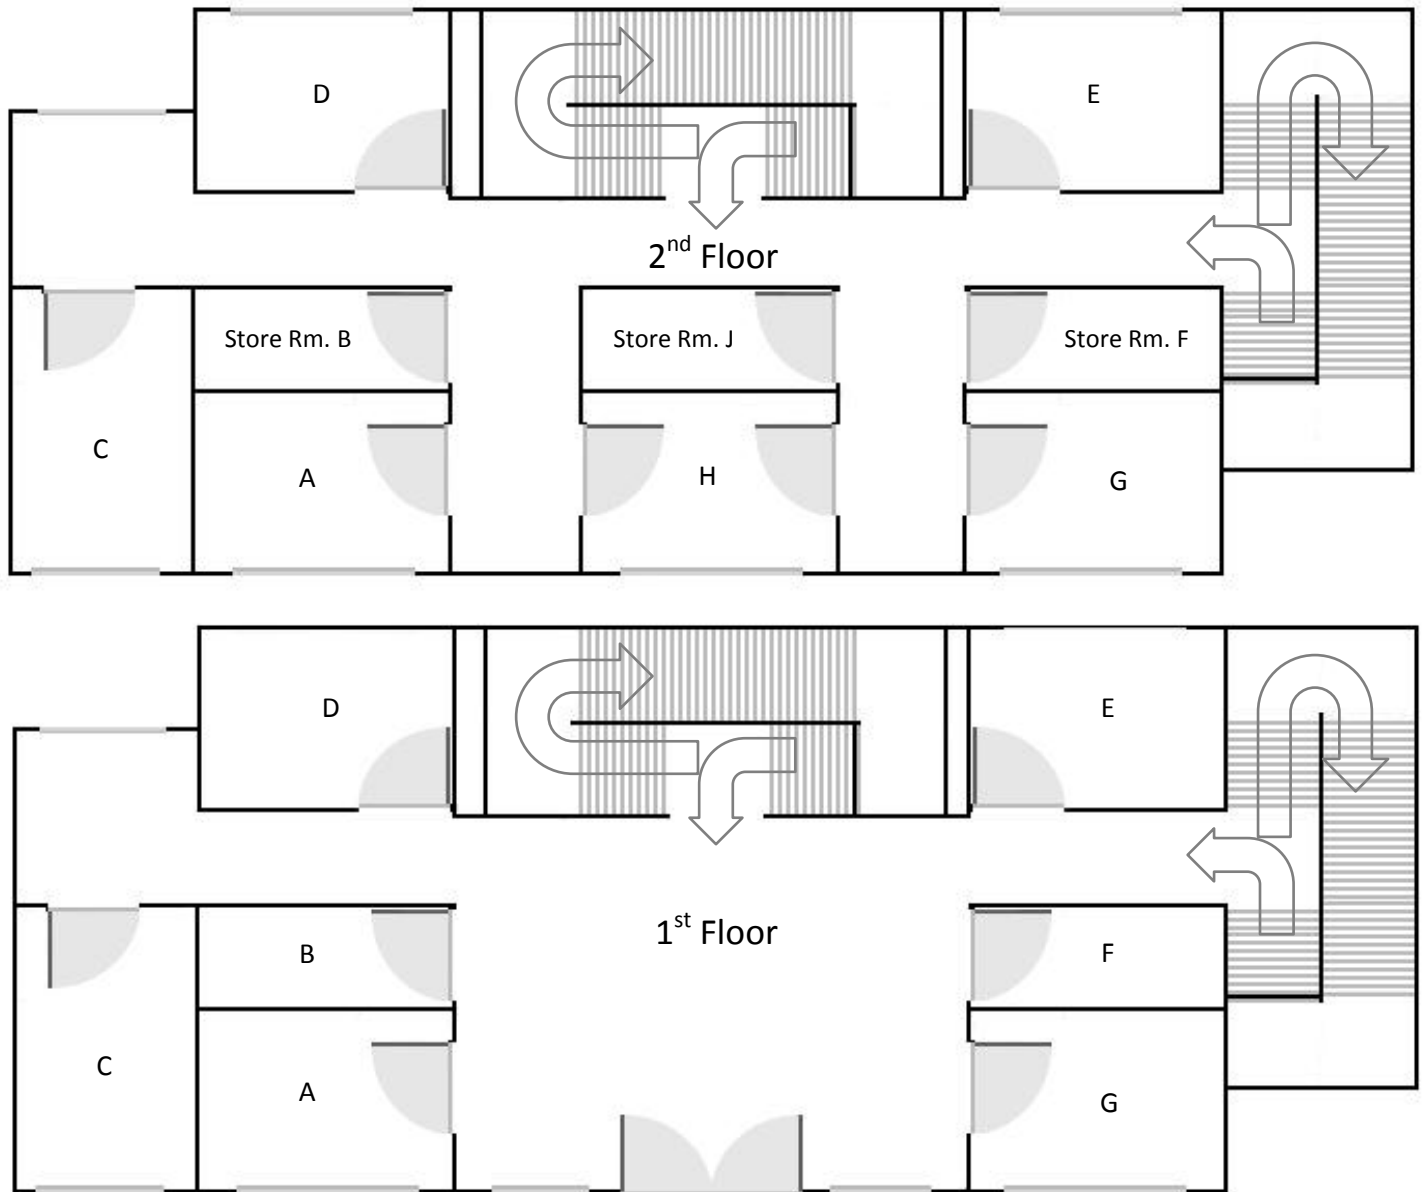 D
E
2nd Floor
Store Rm. B
Store Rm. J
Store Rm. F
C
A
H
G
D
E
1st Floor
B
F
C
A
G